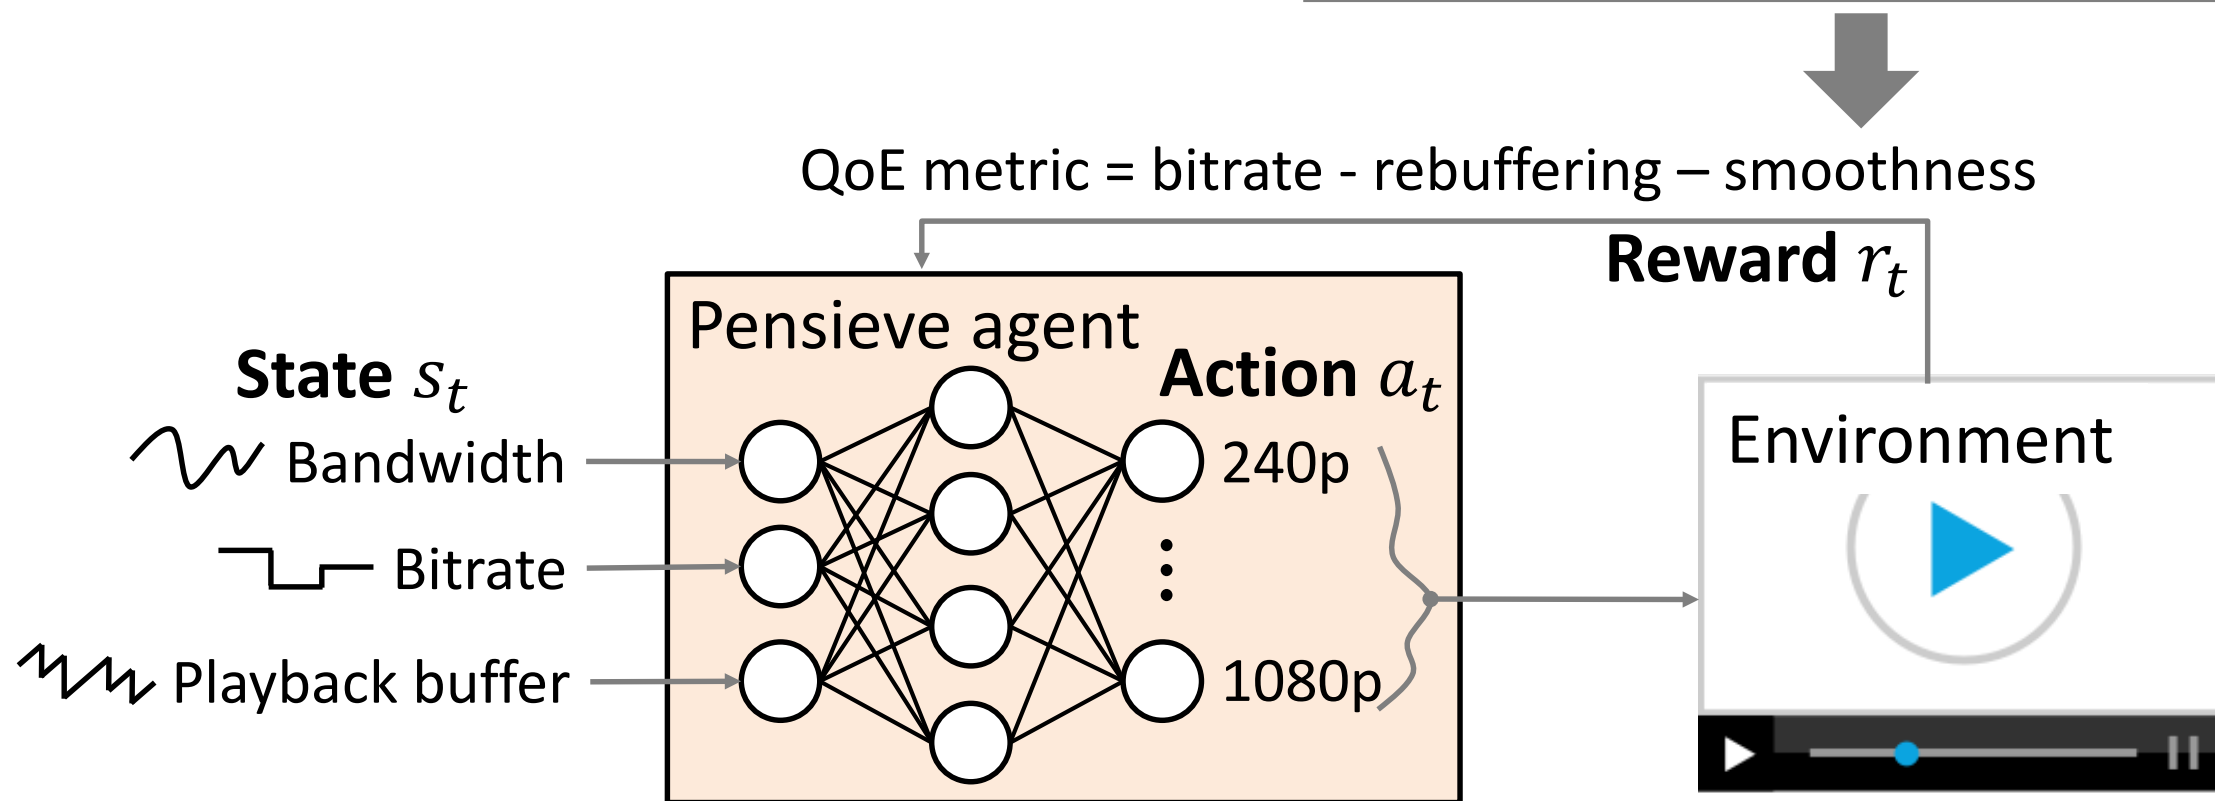 QoE metric = bitrate - rebuffering – smoothness
Reward r_t
Pensieve agent
State s_t
Action a_t
Environment
Bandwidth
240p
Bitrate
Playback buffer
1080p